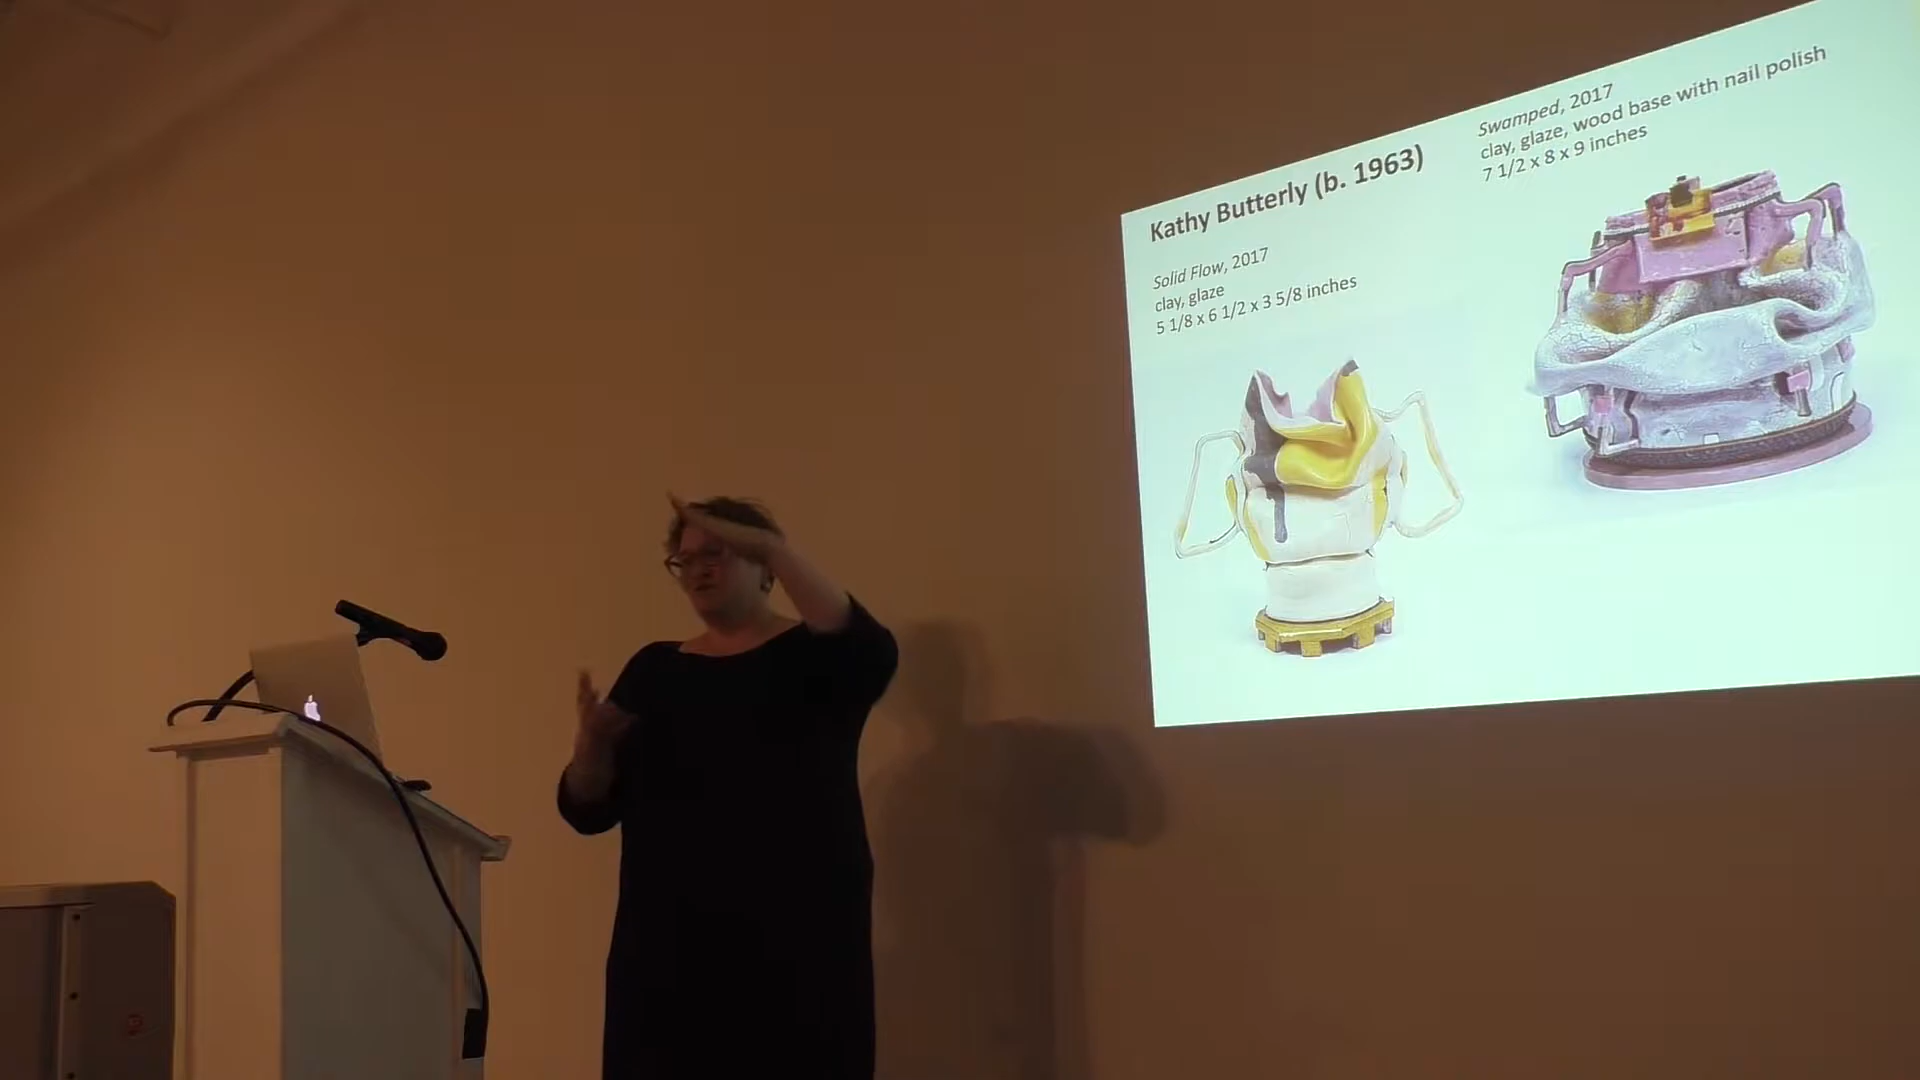 Kathy Butterly (b. 1963)
Solid Flow, 2017
clay, glaze
5 1/8 x 6 1/2 x 3 5/8 inches
Swamped, 2017
clay, glaze, wood base with nail polish
7 1/2 x 8 x 9 inches